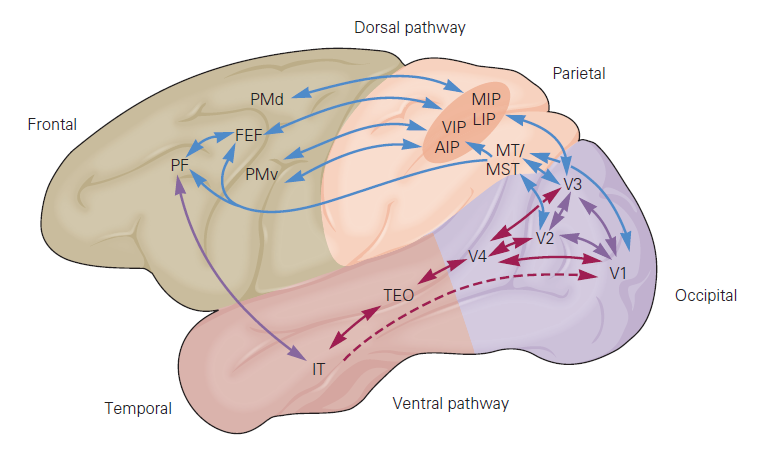 Dorsal pathway
Parietal
Frontal
PMd
MIP
LIP
VIP
FEF
AIP
MT/
MST
PF
PMv
V3
V2
V4
V1
TEO
Occipital
IT
Temporal
Ventral pathway